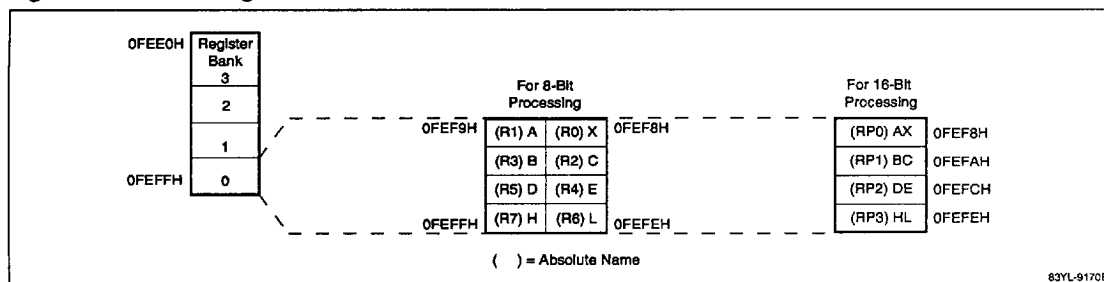 0FEE0H
Register
Bank
3
2
1
0FEFFH
0
For 8-Bit
Processing
0FEF9H (R1) A (R0) X 0FEF8H
(R3) B (R2) C
(R5) D (R4) E
0FEFFH (R7) H (R6) L 0FEFEH
For 16-Bit
Processing
(RP0) AX 0FEF8H
(RP1) BC 0FEFAH
(RP2) DE 0FEFCH
(RP3) HL 0FEFEH
( ) = Absolute Name